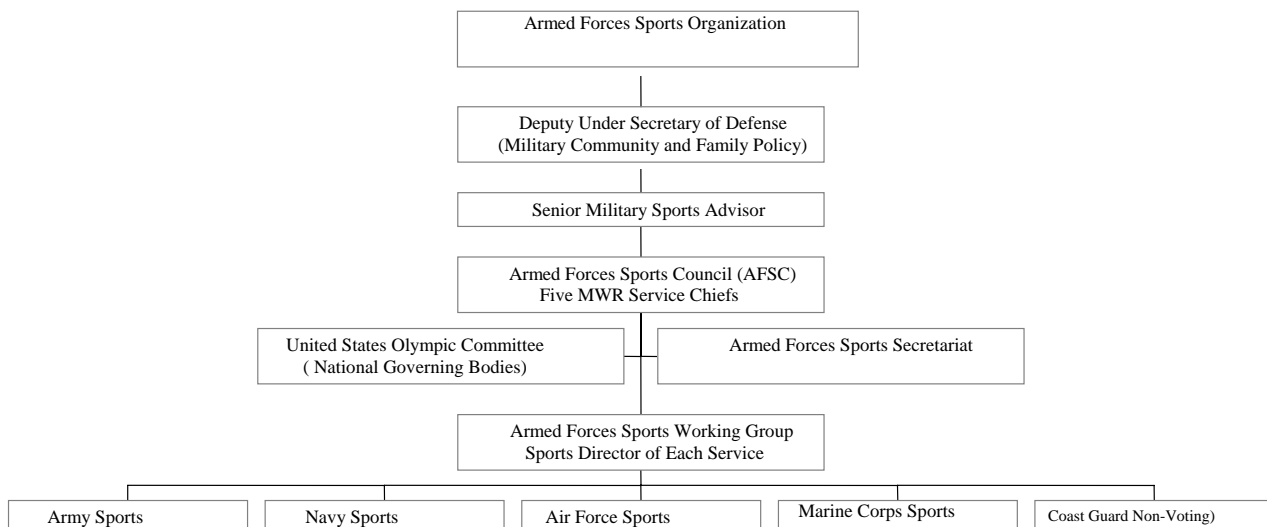 Armed Forces Sports Organization
Deputy Under Secretary of Defense
(Military Community and Family Policy)
Senior Military Sports Advisor
Armed Forces Sports Council (AFSC)
Five MWR Service Chiefs
United States Olympic Committee
( National Governing Bodies)
Armed Forces Sports Secretariat
Armed Forces Sports Working Group
Sports Director of Each Service
Army Sports
Navy Sports
Air Force Sports
Marine Corps Sports
Coast Guard Non-Voting)